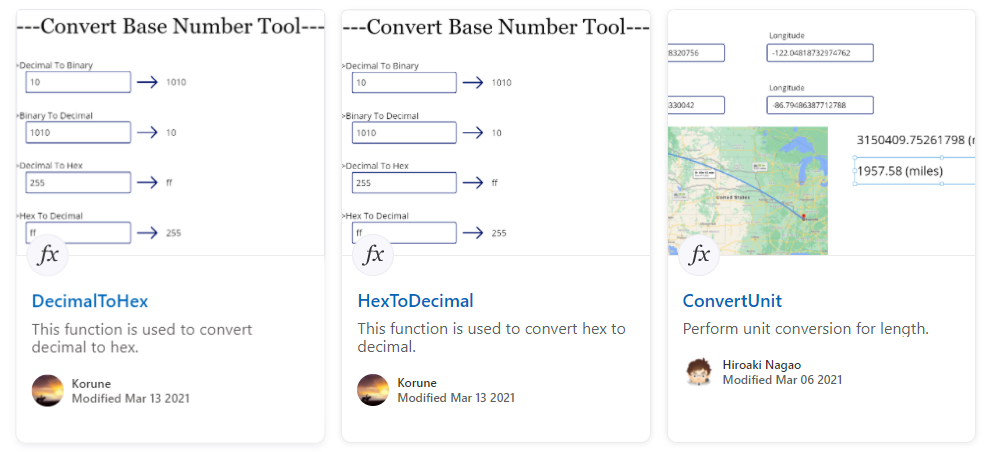 ---Convert Base Number Tool---
>Decimal To Binary
10
1010
>Binary To Decimal
1010
10
>Decimal To Hex
255
ff
>Hex To Decimal
ff
255
fx
DecimalToHex
This function is used to convert
decimal to hex.
Korune
Modified Mar 13 2021
---Convert Base Number Tool---
>Decimal To Binary
10
1010
>Binary To Decimal
1010
10
>Decimal To Hex
255
ff
>Hex To Decimal
ff
255
fx
HexToDecimal
This function is used to convert hex to
decimal.
Korune
Modified Mar 13 2021
Longitude
8320756
-122.04818732974762
Longitude
330042
-86.79486387712788
3150409.75261798 (r
1957.58 (miles)
United States
fx
ConvertUnit
Perform unit conversion for length.
Hiroaki Nagao
Modified Mar 06 2021